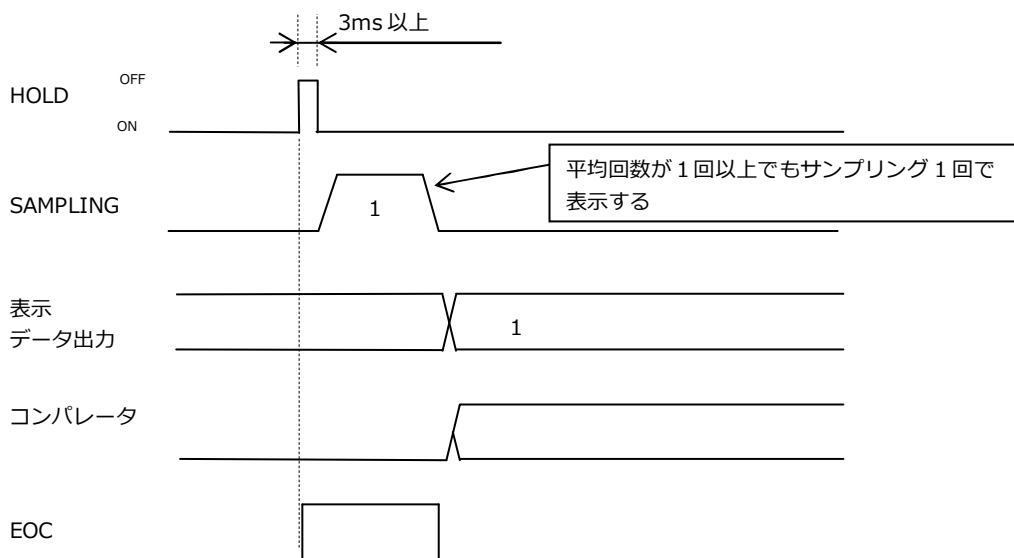 3ms 以上
OFF
HOLD
ON
平均回数が 1 回以上でもサンプリング 1 回で
表示する
SAMPLING
1
表示
データ出力
1
コンパレータ
EOC